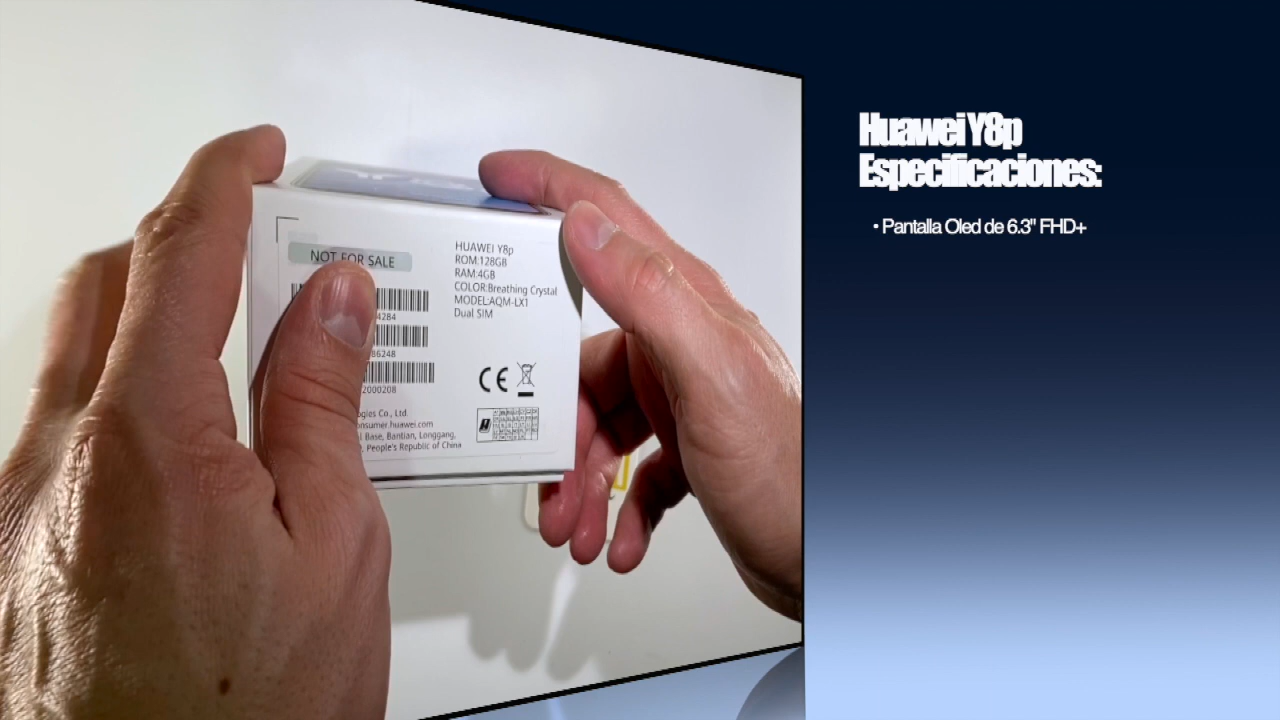 Huawei Y8p
Especificaciones:
• Pantalla Oled de 6.3" FHD+
NOT FOR SALE
HUAWEI Y8p
ROM:128GB
RAM:4GB
COLOR:Breathing Crystal
MODEL:AQM-LX1
Dual SIM
4284
86248
2000208
CE
Co., Ltd.
consumer.huawei.com
Base, Bantian, Longgang,
People's Republic of China